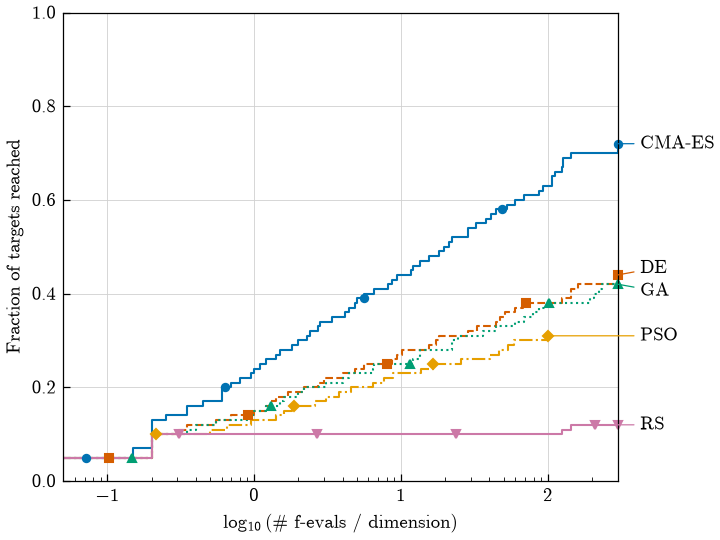 1.0
0.8
0.6
0.4
0.2
0.0
Fraction of targets reached
CMA-ES
DE
GA
PSO
RS
−1
0
1
2
log₁₀ (# f-evals / dimension)